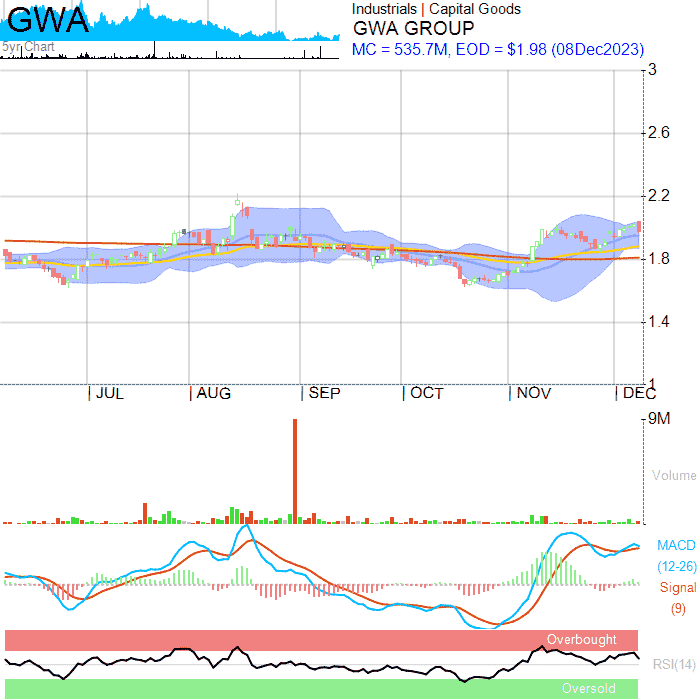 GWA
5yr Chart
Industrials | Capital Goods
GWA GROUP
MC = 535.7M, EOD = $1.98 (08Dec2023)
3
2.6
2.2
1.8
1.4
1
JUL AUG SEP OCT NOV DEC
9M
Volume
MACD
(12-26)
Signal
(9)
Overbought
RSI(14)
Oversold